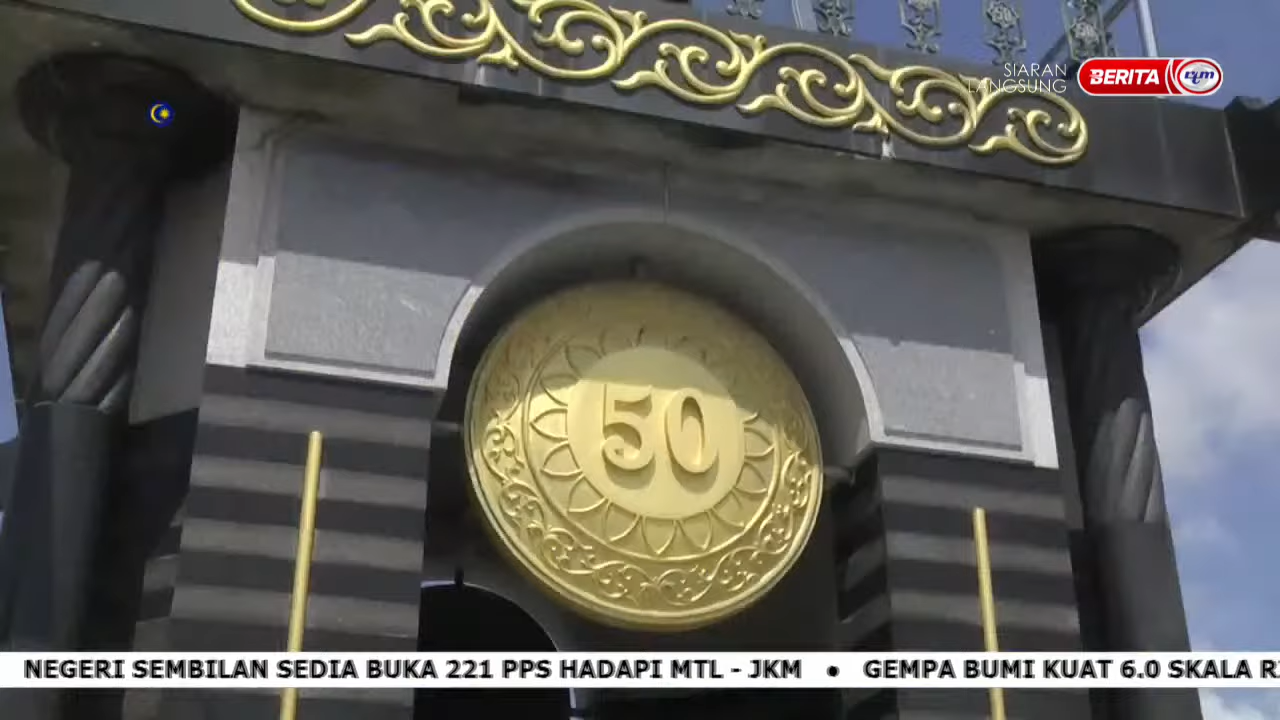 SIARAN
LANGSUNG
BERITA rtm
50
NEGERI SEMBILAN SEDIA BUKA 221 PPS HADAPI MTL - JKM • GEMPA BUMI KUAT 6.0 SKALA